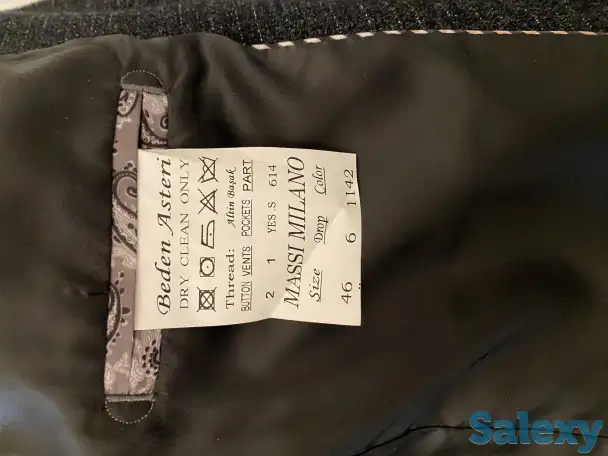 Beden Asteri
DRY CLEAN ONLY
Thread: Altin Başak
BUTTON VENTS POCKETS PART
2 1 YES S 614
MASSI MILANO
Size Drop Color
46 6 1142
Salexy